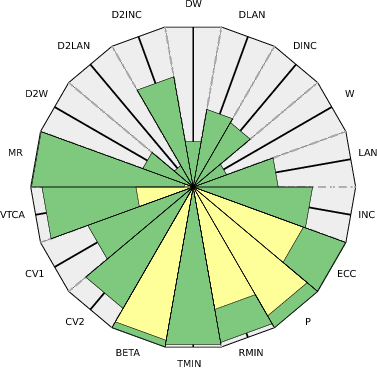 DW
DLAN
DINC
W
LAN
INC
ECC
P
RMIN
TMIN
BETA
CV2
CV1
VTCA
MR
D2W
D2LAN
D2INC